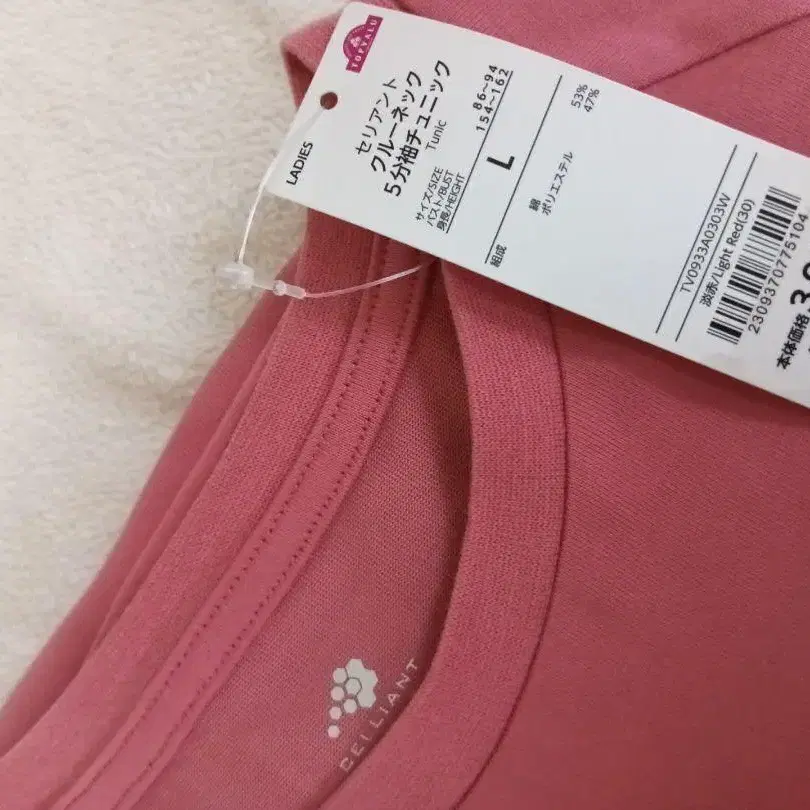 TOPVALU
LADIES
セリアント
クルーネック
5分袖チュニック
Tunic
サイズ/SIZE
バスト/BUST 86～94
身長/HEIGHT 154～162
L
組成
綿 53%
ポリエステル 47%
TV0933A0303W
淡赤/Light Red(30)
本体価格
CELLIANT